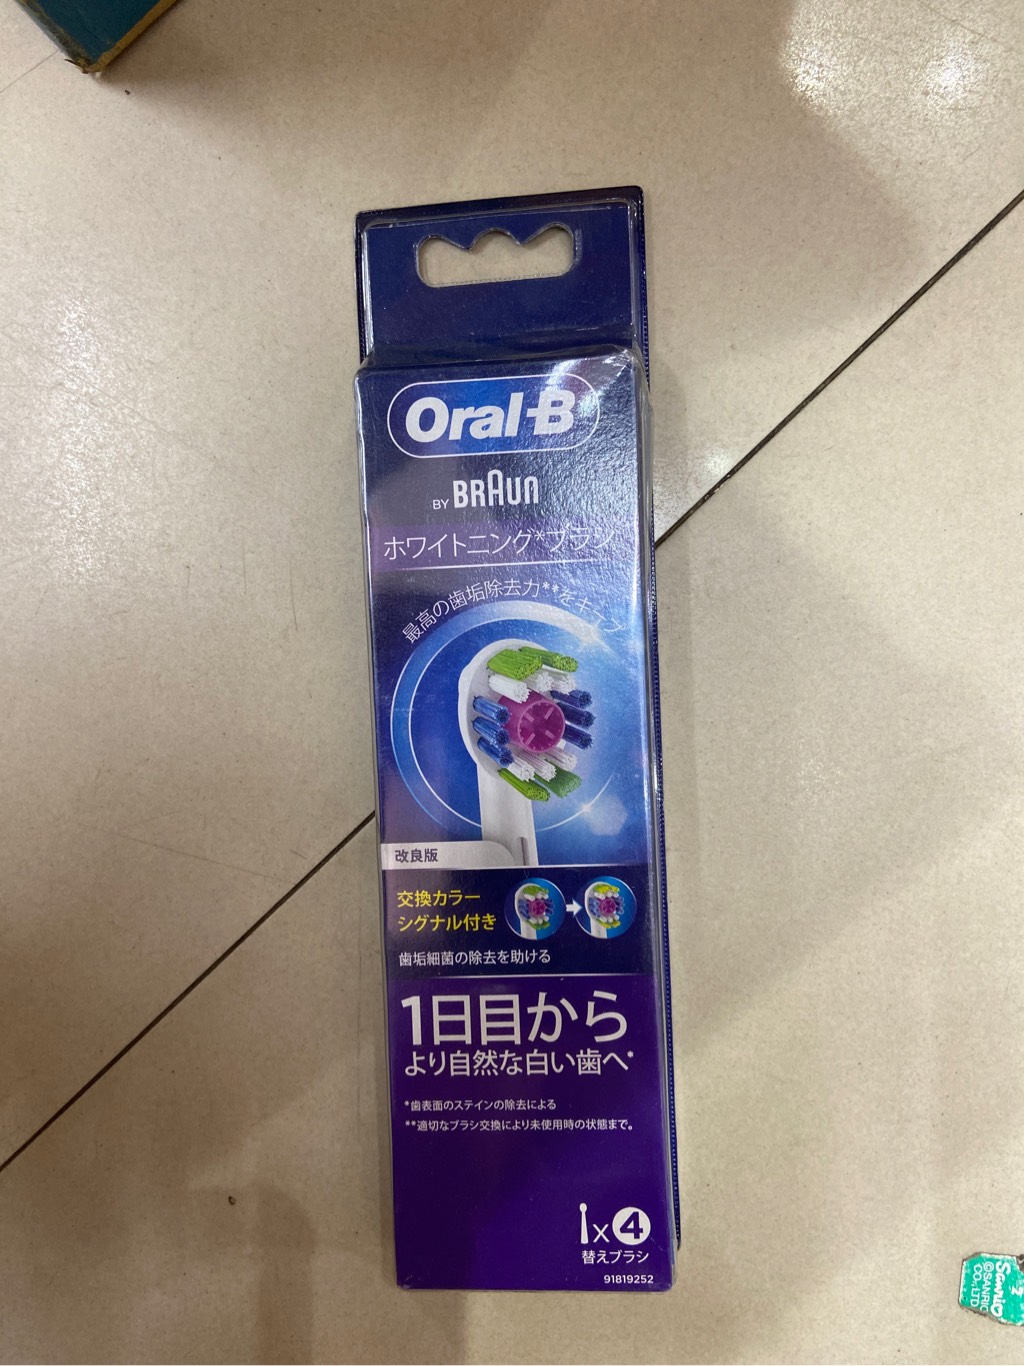 Oral-B
BY BRAUN
ホワイトニング*ブラシ
最高の歯垢除去力**をキープ
改良版
交換カラー
シグナル付き
歯垢細菌の除去を助ける
1日目から
より自然な白い歯へ*
*歯表面のステインの除去による
**適切なブラシ交換により未使用時の状態まで。
x4
替えブラシ
91819252
Sanrio
©SANRIO
CO.,LTD